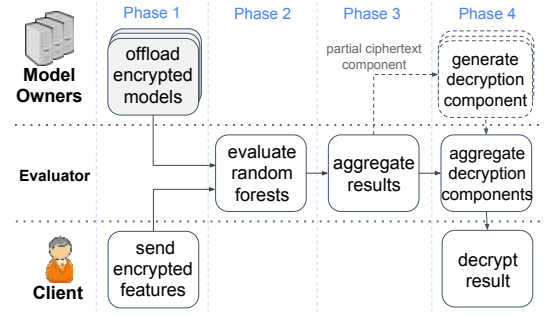 Phase 1
Phase 2
Phase 3
Phase 4
Model
Owners
offload
encrypted
models
partial ciphertext
component
generate
decryption
component
Evaluator
evaluate
random
forests
aggregate
results
aggregate
decryption
components
Client
send
encrypted
features
decrypt
result